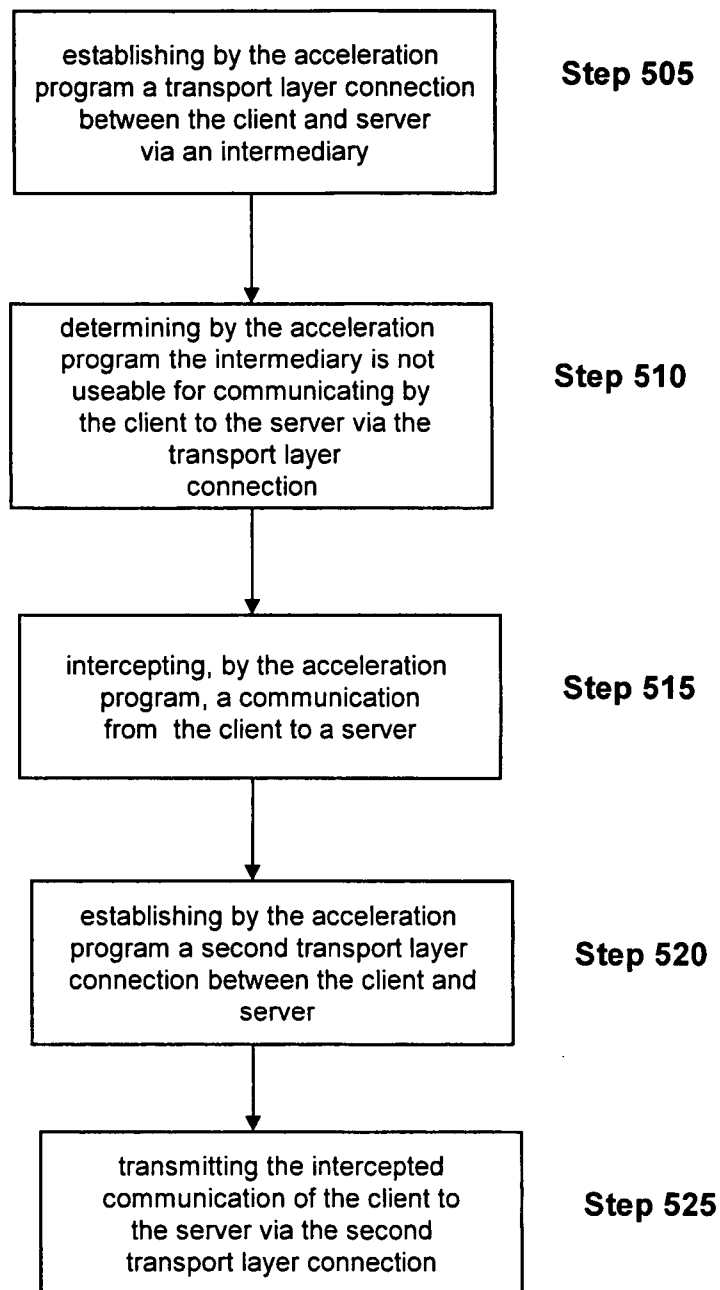 establishing by the acceleration
program a transport layer connection
between the client and server
via an intermediary
Step 505
determining by the acceleration
program the intermediary is not
useable for communicating by
the client to the server via the
transport layer
connection
Step 510
intercepting, by the acceleration
program, a communication
from the client to a server
Step 515
establishing by the acceleration
program a second transport layer
connection between the client and
server
Step 520
transmitting the intercepted
communication of the client to
the server via the second
transport layer connection
Step 525